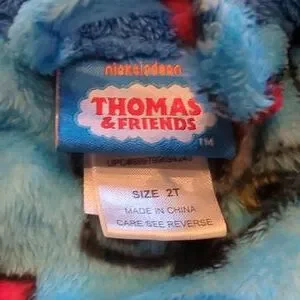 nickelodeon
THOMAS
& FRIENDS
TM
SIZE 2T
MADE IN CHINA
CARE SEE REVERSE